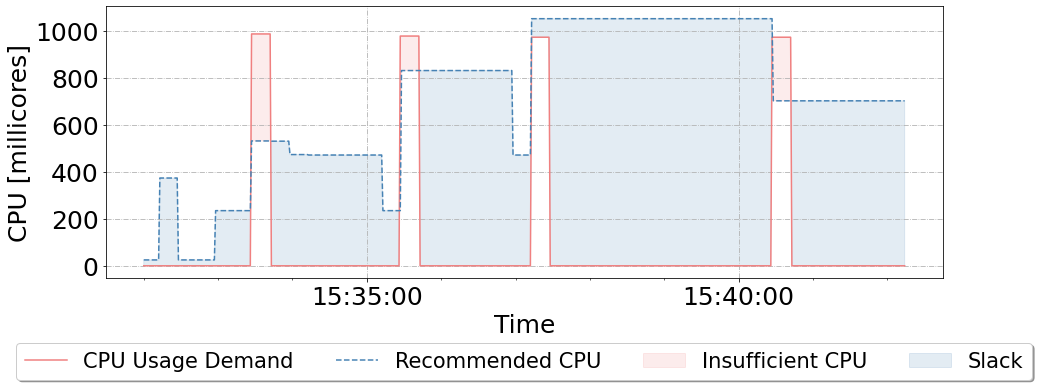 CPU [millicores]
1000
800
600
400
200
0
15:35:00 15:40:00
Time
CPU Usage Demand Recommended CPU Insufficient CPU Slack